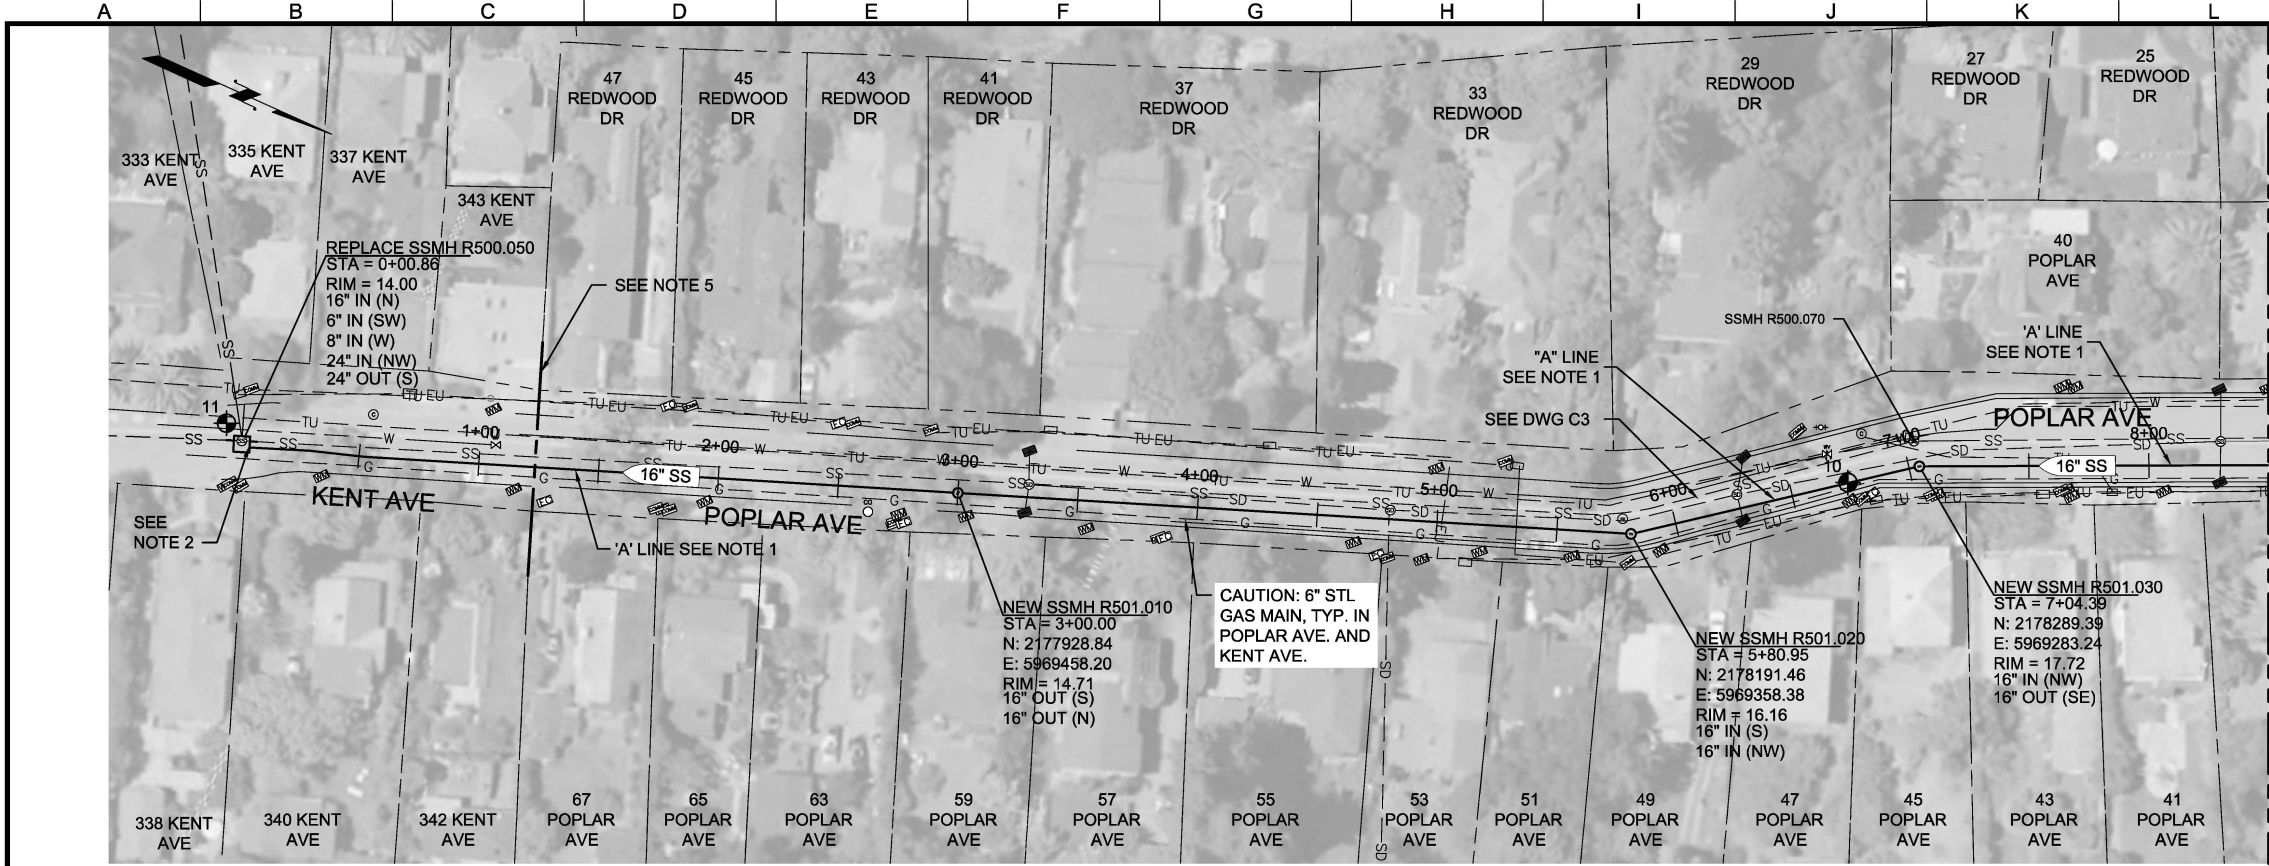 A B C D E F G H I J K L
47
REDWOOD
DR
45
REDWOOD
DR
43
REDWOOD
DR
41
REDWOOD
DR
37
REDWOOD
DR
33
REDWOOD
DR
29
REDWOOD
DR
27
REDWOOD
DR
25
REDWOOD
DR
333 KENT
AVE
335 KENT
AVE
337 KENT
AVE
343 KENT
AVE
40
POPLAR
AVE
REPLACE SSMH R500.050
STA = 0+00.86
RIM = 14.00
16" IN (N)
6" IN (SW)
8" IN (W)
24" IN (NW)
24" OUT (S)
SEE NOTE 5
SSMH R500.070
'A' LINE
SEE NOTE 1
"A" LINE
SEE NOTE 1
SEE DWG C3
11
10
1+00
2+00
3+00
4+00
5+00
6+00
7+00
8+00
16" SS
16" SS
KENT AVE
POPLAR AVE
POPLAR AVE
SEE
NOTE 2
'A' LINE SEE NOTE 1
NEW SSMH R501.010
STA = 3+00.00
N: 2177928.84
E: 5969458.20
RIM = 14.71
16" OUT (S)
16" OUT (N)
CAUTION: 6" STL
GAS MAIN, TYP. IN
POPLAR AVE. AND
KENT AVE.
NEW SSMH R501.020
STA = 5+80.95
N: 2178191.46
E: 5969358.38
RIM = 16.16
16" IN (S)
16" IN (NW)
NEW SSMH R501.030
STA = 7+04.39
N: 2178289.39
E: 5969283.24
RIM = 17.72
16" IN (NW)
16" OUT (SE)
338 KENT
AVE
340 KENT
AVE
342 KENT
AVE
67
POPLAR
AVE
65
POPLAR
AVE
63
POPLAR
AVE
59
POPLAR
AVE
57
POPLAR
AVE
55
POPLAR
AVE
53
POPLAR
AVE
51
POPLAR
AVE
49
POPLAR
AVE
47
POPLAR
AVE
45
POPLAR
AVE
43
POPLAR
AVE
41
POPLAR
AVE